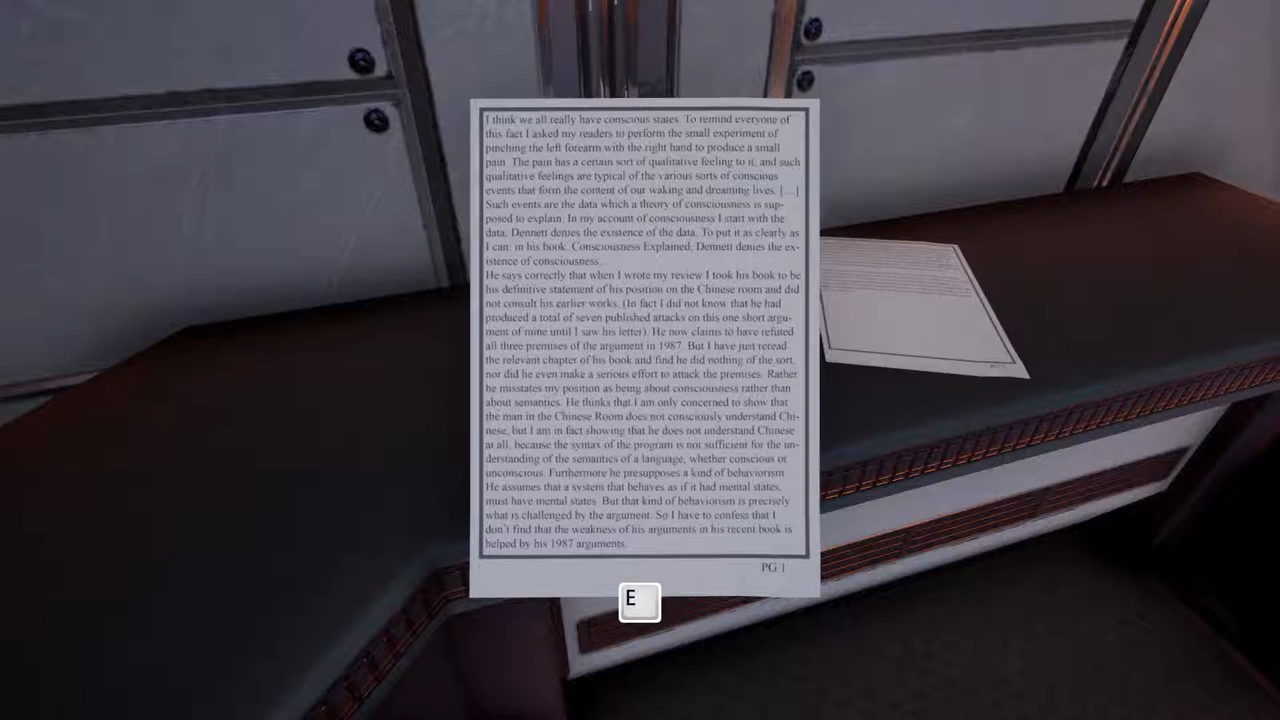 I think we all really have conscious states. To remind everyone of
this fact I asked my readers to perform the small experiment of
pinching the left forearm with the right hand to produce a small
pain. The pain has a certain sort of qualitative feeling to it, and such
qualitative feelings are typical of the various sorts of conscious
events that form the content of our waking and dreaming lives. [...]
Such events are the data which a theory of consciousness is sup-
posed to explain. In my account of consciousness I start with the
data; Dennett denies the existence of the data. To put it as clearly as
I can: in his book, Consciousness Explained, Dennett denies the ex-
istence of consciousness.
He says correctly that when I wrote my review I took his book to be
his definitive statement of his position on the Chinese room and did
not consult his earlier works. (In fact I did not know that he had
produced a total of seven published attacks on this one short argu-
ment of mine until I saw his letter). He now claims to have refuted
all three premises of the argument in 1987. But I have just reread
the relevant chapter of his book and find he did nothing of the sort,
nor did he even make a serious effort to attack the premises. Rather
he misstates my position as being about consciousness rather than
about semantics. He thinks that I am only concerned to show that
the man in the Chinese Room does not consciously understand Chi-
nese, but I am in fact showing that he does not understand Chinese
at all, because the syntax of the program is not sufficient for the un-
derstanding of the semantics of a language, whether conscious or
unconscious. Furthermore he presupposes a kind of behaviorism.
He assumes that a system that behaves as if it had mental states,
must have mental states. But that kind of behaviorism is precisely
what is challenged by the argument. So I have to confess that I
don't find that the weakness of his arguments in his recent book is
helped by his 1987 arguments.
PG 1
E